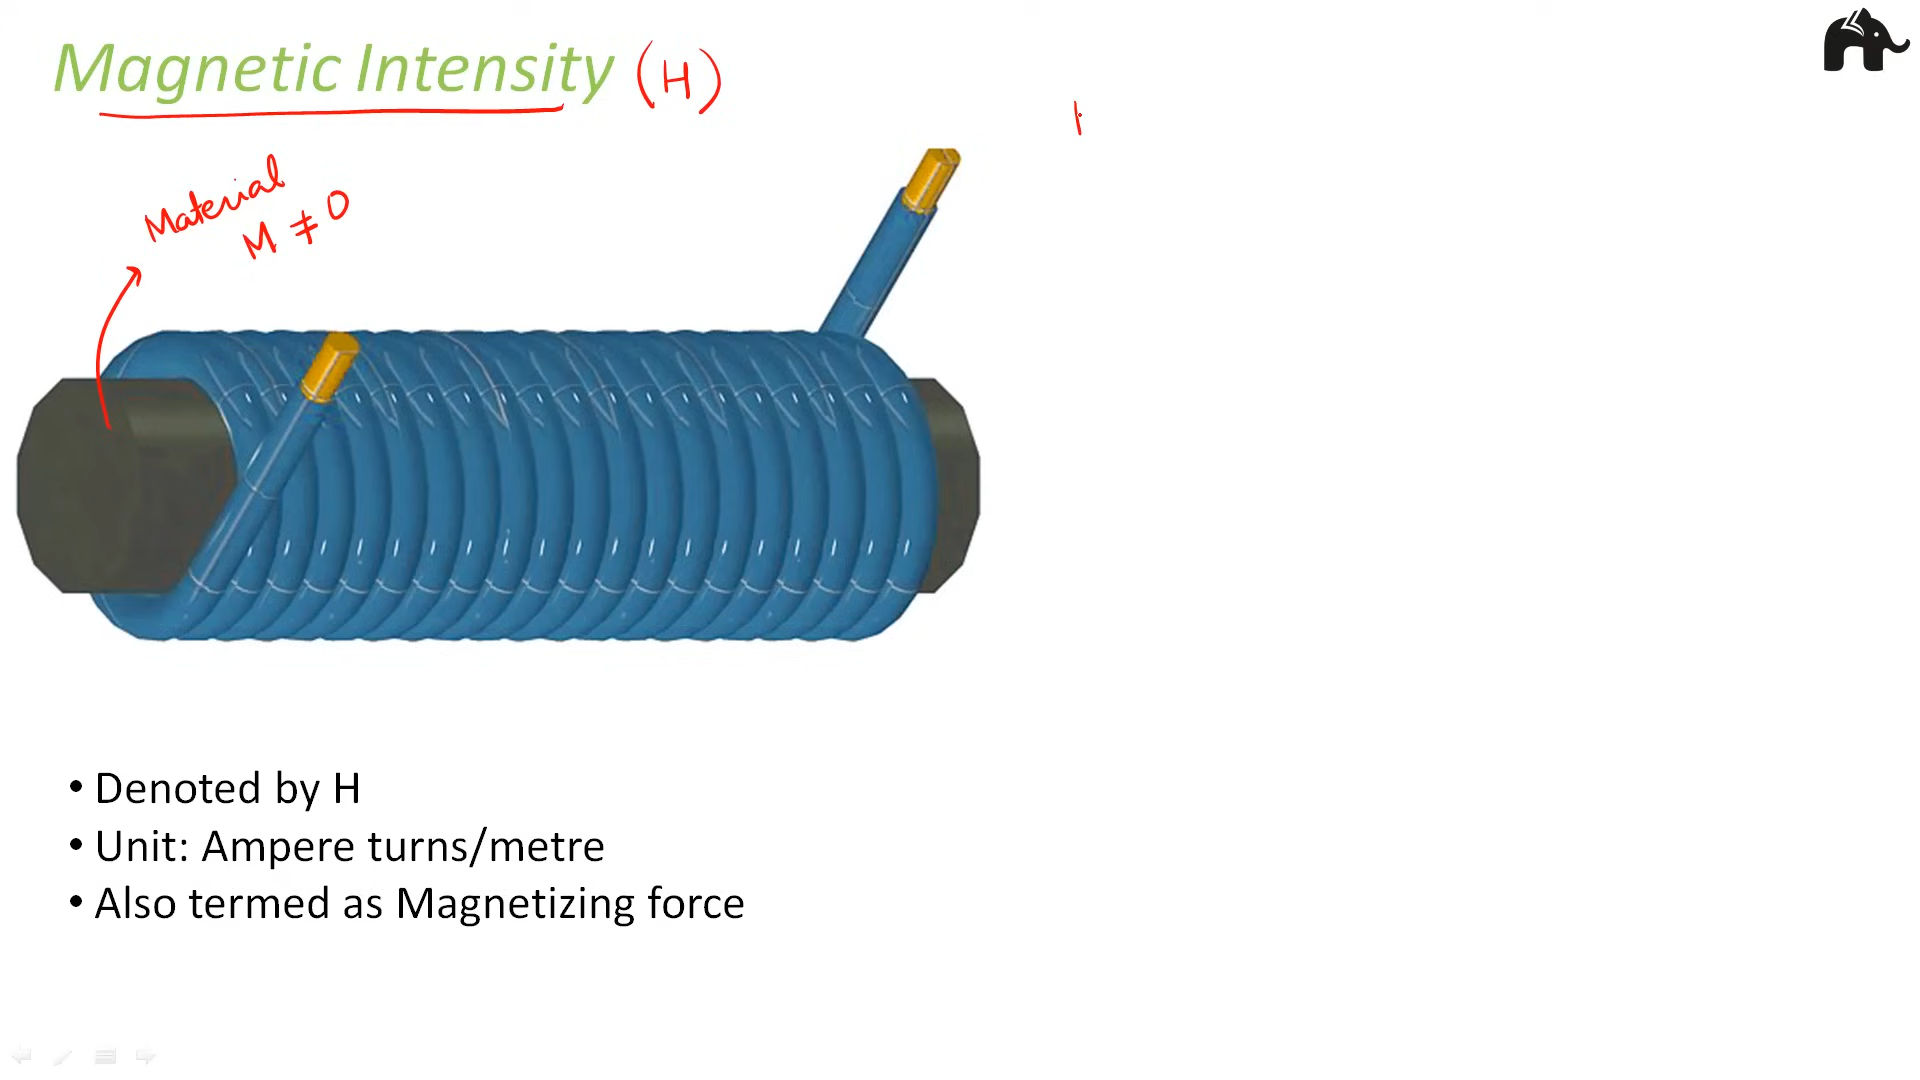 Magnetic Intensity (H)
Material
M ≠ 0
• Denoted by H
• Unit: Ampere turns/metre
• Also termed as Magnetizing force